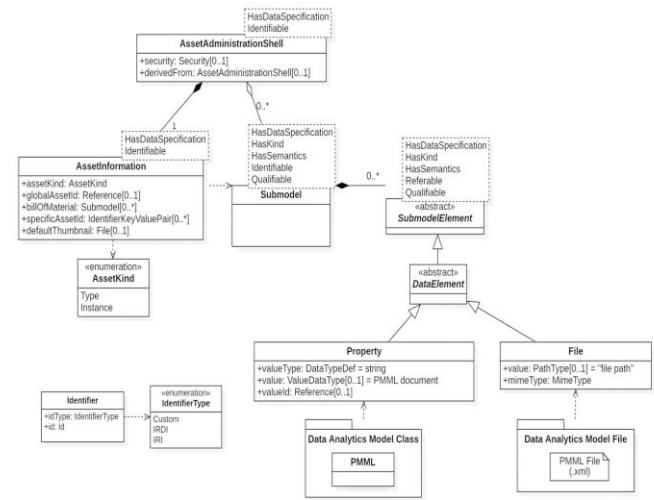 HasDataSpecification
Identifiable
AssetAdministrationShell
+security: Security[0..1]
+derivedFrom: AssetAdministrationShell[0..1]
0..*
1
HasDataSpecification
Identifiable
AssetInformation
+assetKind: AssetKind
+globalAssetId: Reference[0..1]
+billOfMaterial: Submodel[0..*]
+specificAssetId: IdentifierKeyValuePair[0..*]
+defaultThumbnail: File[0..1]
HasDataSpecification
HasKind
HasSemantics
Identifiable
Qualifiable
Submodel
0..*
HasDataSpecification
HasKind
HasSemantics
Referable
Qualifiable
«abstract»
SubmodelElement
«enumeration»
AssetKind
Type
Instance
«abstract»
DataElement
Property
+valueType: DataTypeDef = string
+value: ValueDataType[0..1] = PMML document
+valueId: Reference[0..1]
File
+value: PathType[0..1] = "file path"
+mimeType: MimeType
Identifier
+idType: IdentifierType
+id: Id
«enumeration»
IdentifierType
Custom
IRDI
IRI
Data Analytics Model Class
PMML
Data Analytics Model File
PMML File
(.xml)